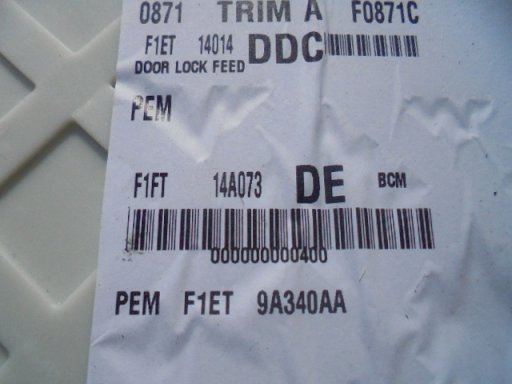 0871 TRIM A F0871C
F1ET 14014 DDC
DOOR LOCK FEED
PEM
F1FT 14A073 DE BCM
000000000400
PEM F1ET 9A340AA